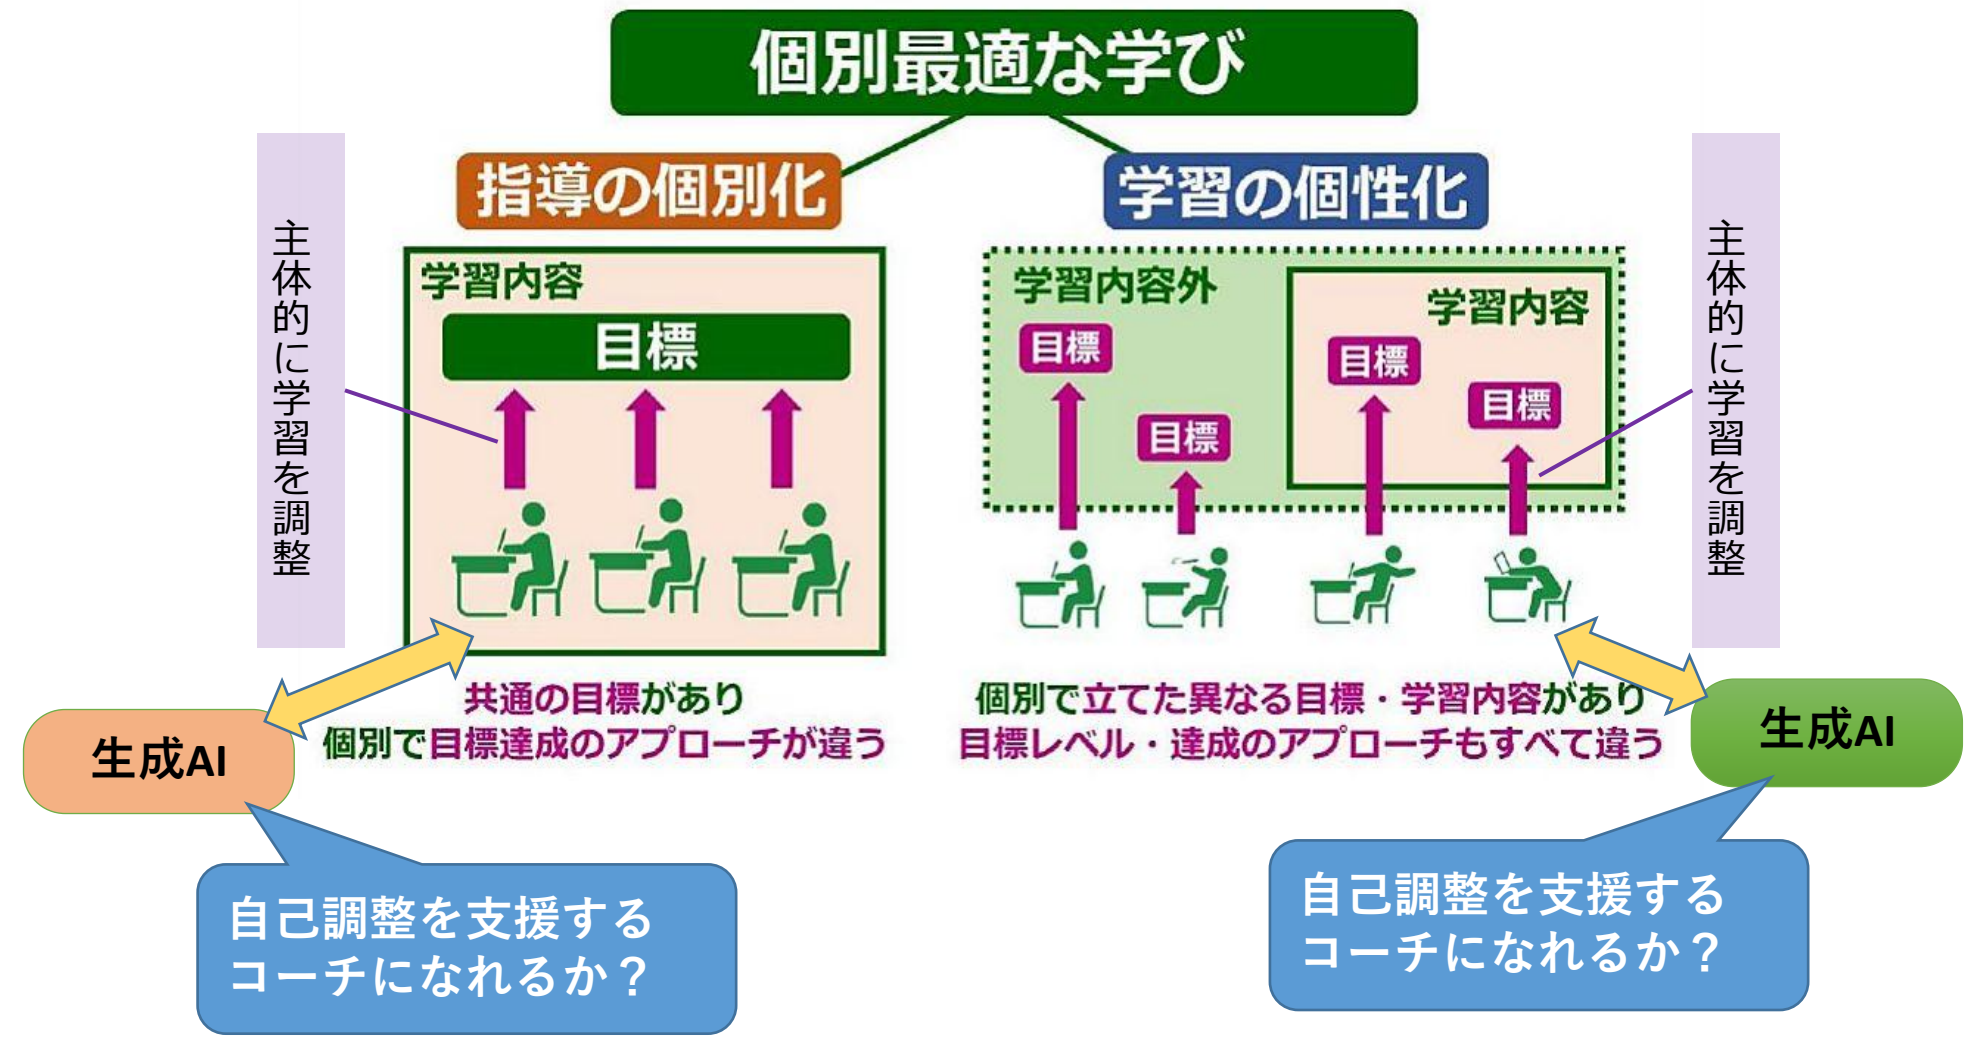 個別最適な学び
指導の個別化
学習の個性化
主体的に学習を調整
学習内容
目標
学習内容外
学習内容
目標
目標
目標
目標
主体的に学習を調整
共通の目標があり
個別で目標達成のアプローチが違う
個別で立てた異なる目標・学習内容があり
目標レベル・達成のアプローチもすべて違う
生成AI
生成AI
自己調整を支援する
コーチになれるか？
自己調整を支援する
コーチになれるか？